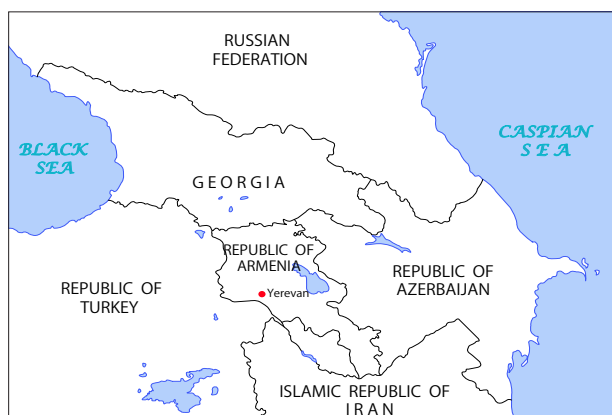 RUSSIAN
FEDERATION
BLACK
SEA
CASPIAN
SEA
GEORGIA
REPUBLIC OF
ARMENIA
REPUBLIC OF
AZERBAIJAN
REPUBLIC OF
TURKEY
Yerevan
ISLAMIC REPUBLIC OF
IRAN